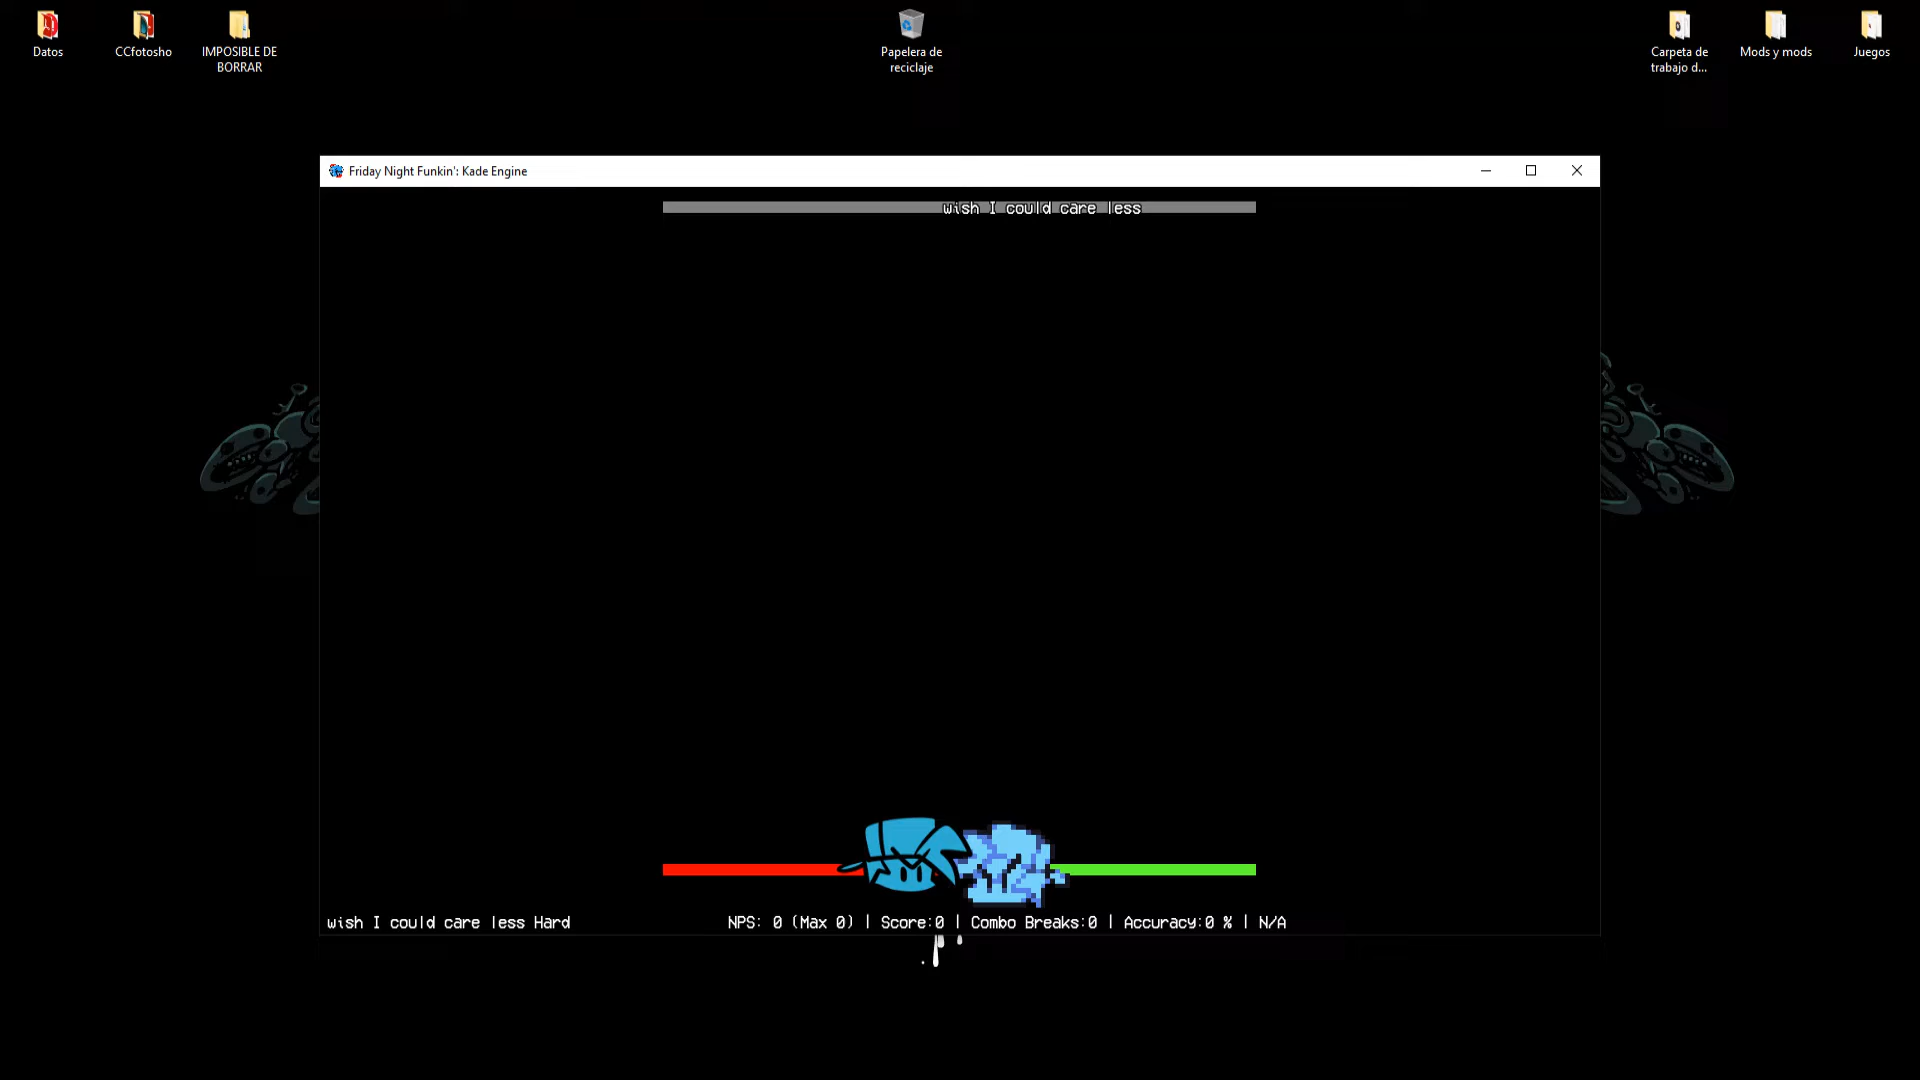 Datos
CCfotosho
IMPOSIBLE DE
BORRAR
Papelera de
reciclaje
Carpeta de
trabajo d...
Mods y mods
Juegos
Friday Night Funkin': Kade Engine
wish I could care less
wish I could care less Hard
NPS: 0 (Max 0) | Score:0 | Combo Breaks:0 | Accuracy:0 % | N/A